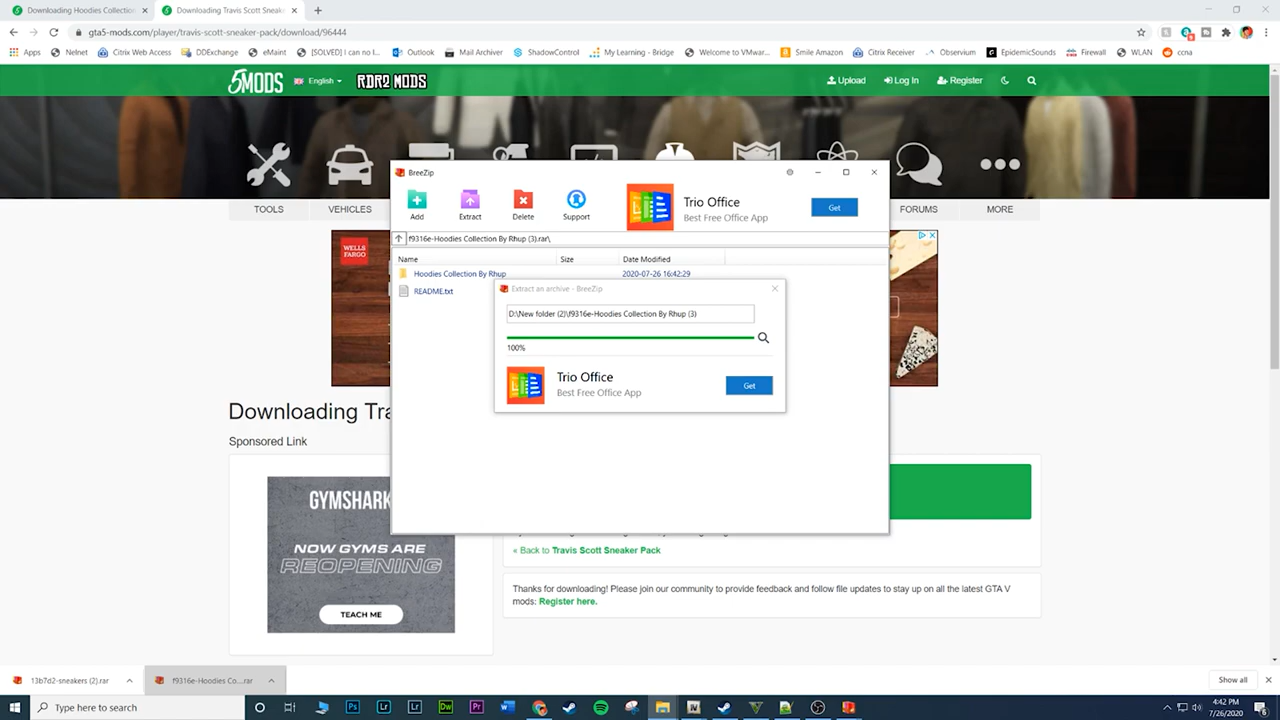 Downloading Hoodies Collection
Downloading Travis Scott Sneake
gta5-mods.com/player/travis-scott-sneaker-pack/download/96444
Apps
Nelnet
Citrix Web Access
DDExchange
eMaint
[SOLVED] I can no l...
Outlook
Mail Archiver
ShadowControl
My Learning - Bridge
Welcome to VMwar...
Smile Amazon
Citrix Receiver
Observium
EpidemicSounds
Firewall
WLAN
ccna
5MODS
English
RDR2 MODS
Upload
Log In
Register
TOOLS
VEHICLES
FORUMS
MORE
BreeZip
Add
Extract
Delete
Support
Trio Office
Best Free Office App
Get
f9316e-Hoodies Collection By Rhup (3).rar\
Name
Size
Date Modified
Hoodies Collection By Rhup
2020-07-26 16:42:29
README.txt
Extract an archive - BreeZip
D:\New folder (2)\f9316e-Hoodies Collection By Rhup (3)
100%
Trio Office
Best Free Office App
Get
WELLS
FARGO
Downloading Tra
Sponsored Link
GYMSHARK
NOW GYMS ARE
REOPENING
TEACH ME
« Back to Travis Scott Sneaker Pack
Thanks for downloading! Please join our community to provide feedback and follow file updates to stay up on all the latest GTA V
mods: Register here.
13b7d2-sneakers (2).rar
f9316e-Hoodies Co....rar
Show all
Type here to search
4:42 PM
7/26/2020